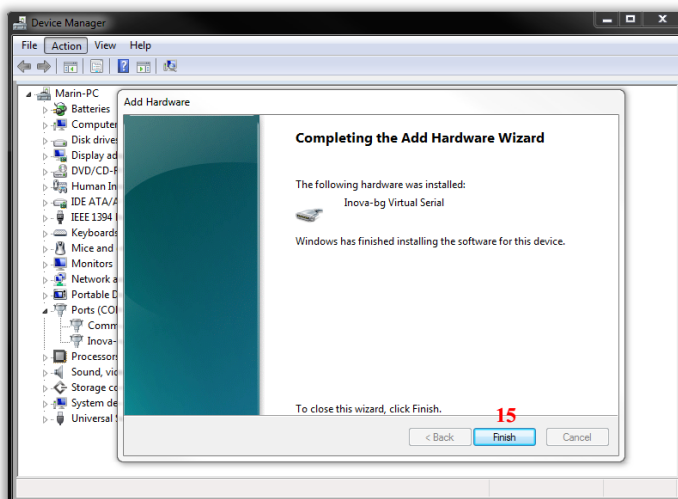 Device Manager
File Action View Help
Marin-PC
Add Hardware
Batteries
Computer
Disk drive
Display ad
DVD/CD-
Human In
IDE ATA/A
IEEE 1394
Keyboards
Mice and
Monitors
Network a
Portable D
Ports (CO
Comm
Inova-
Processor
Sound, vid
Storage co
System de
Universal
Completing the Add Hardware Wizard
The following hardware was installed:
Inova-bg Virtual Serial
Windows has finished installing the software for this device.
To close this wizard, click Finish.
15
< Back Finish Cancel